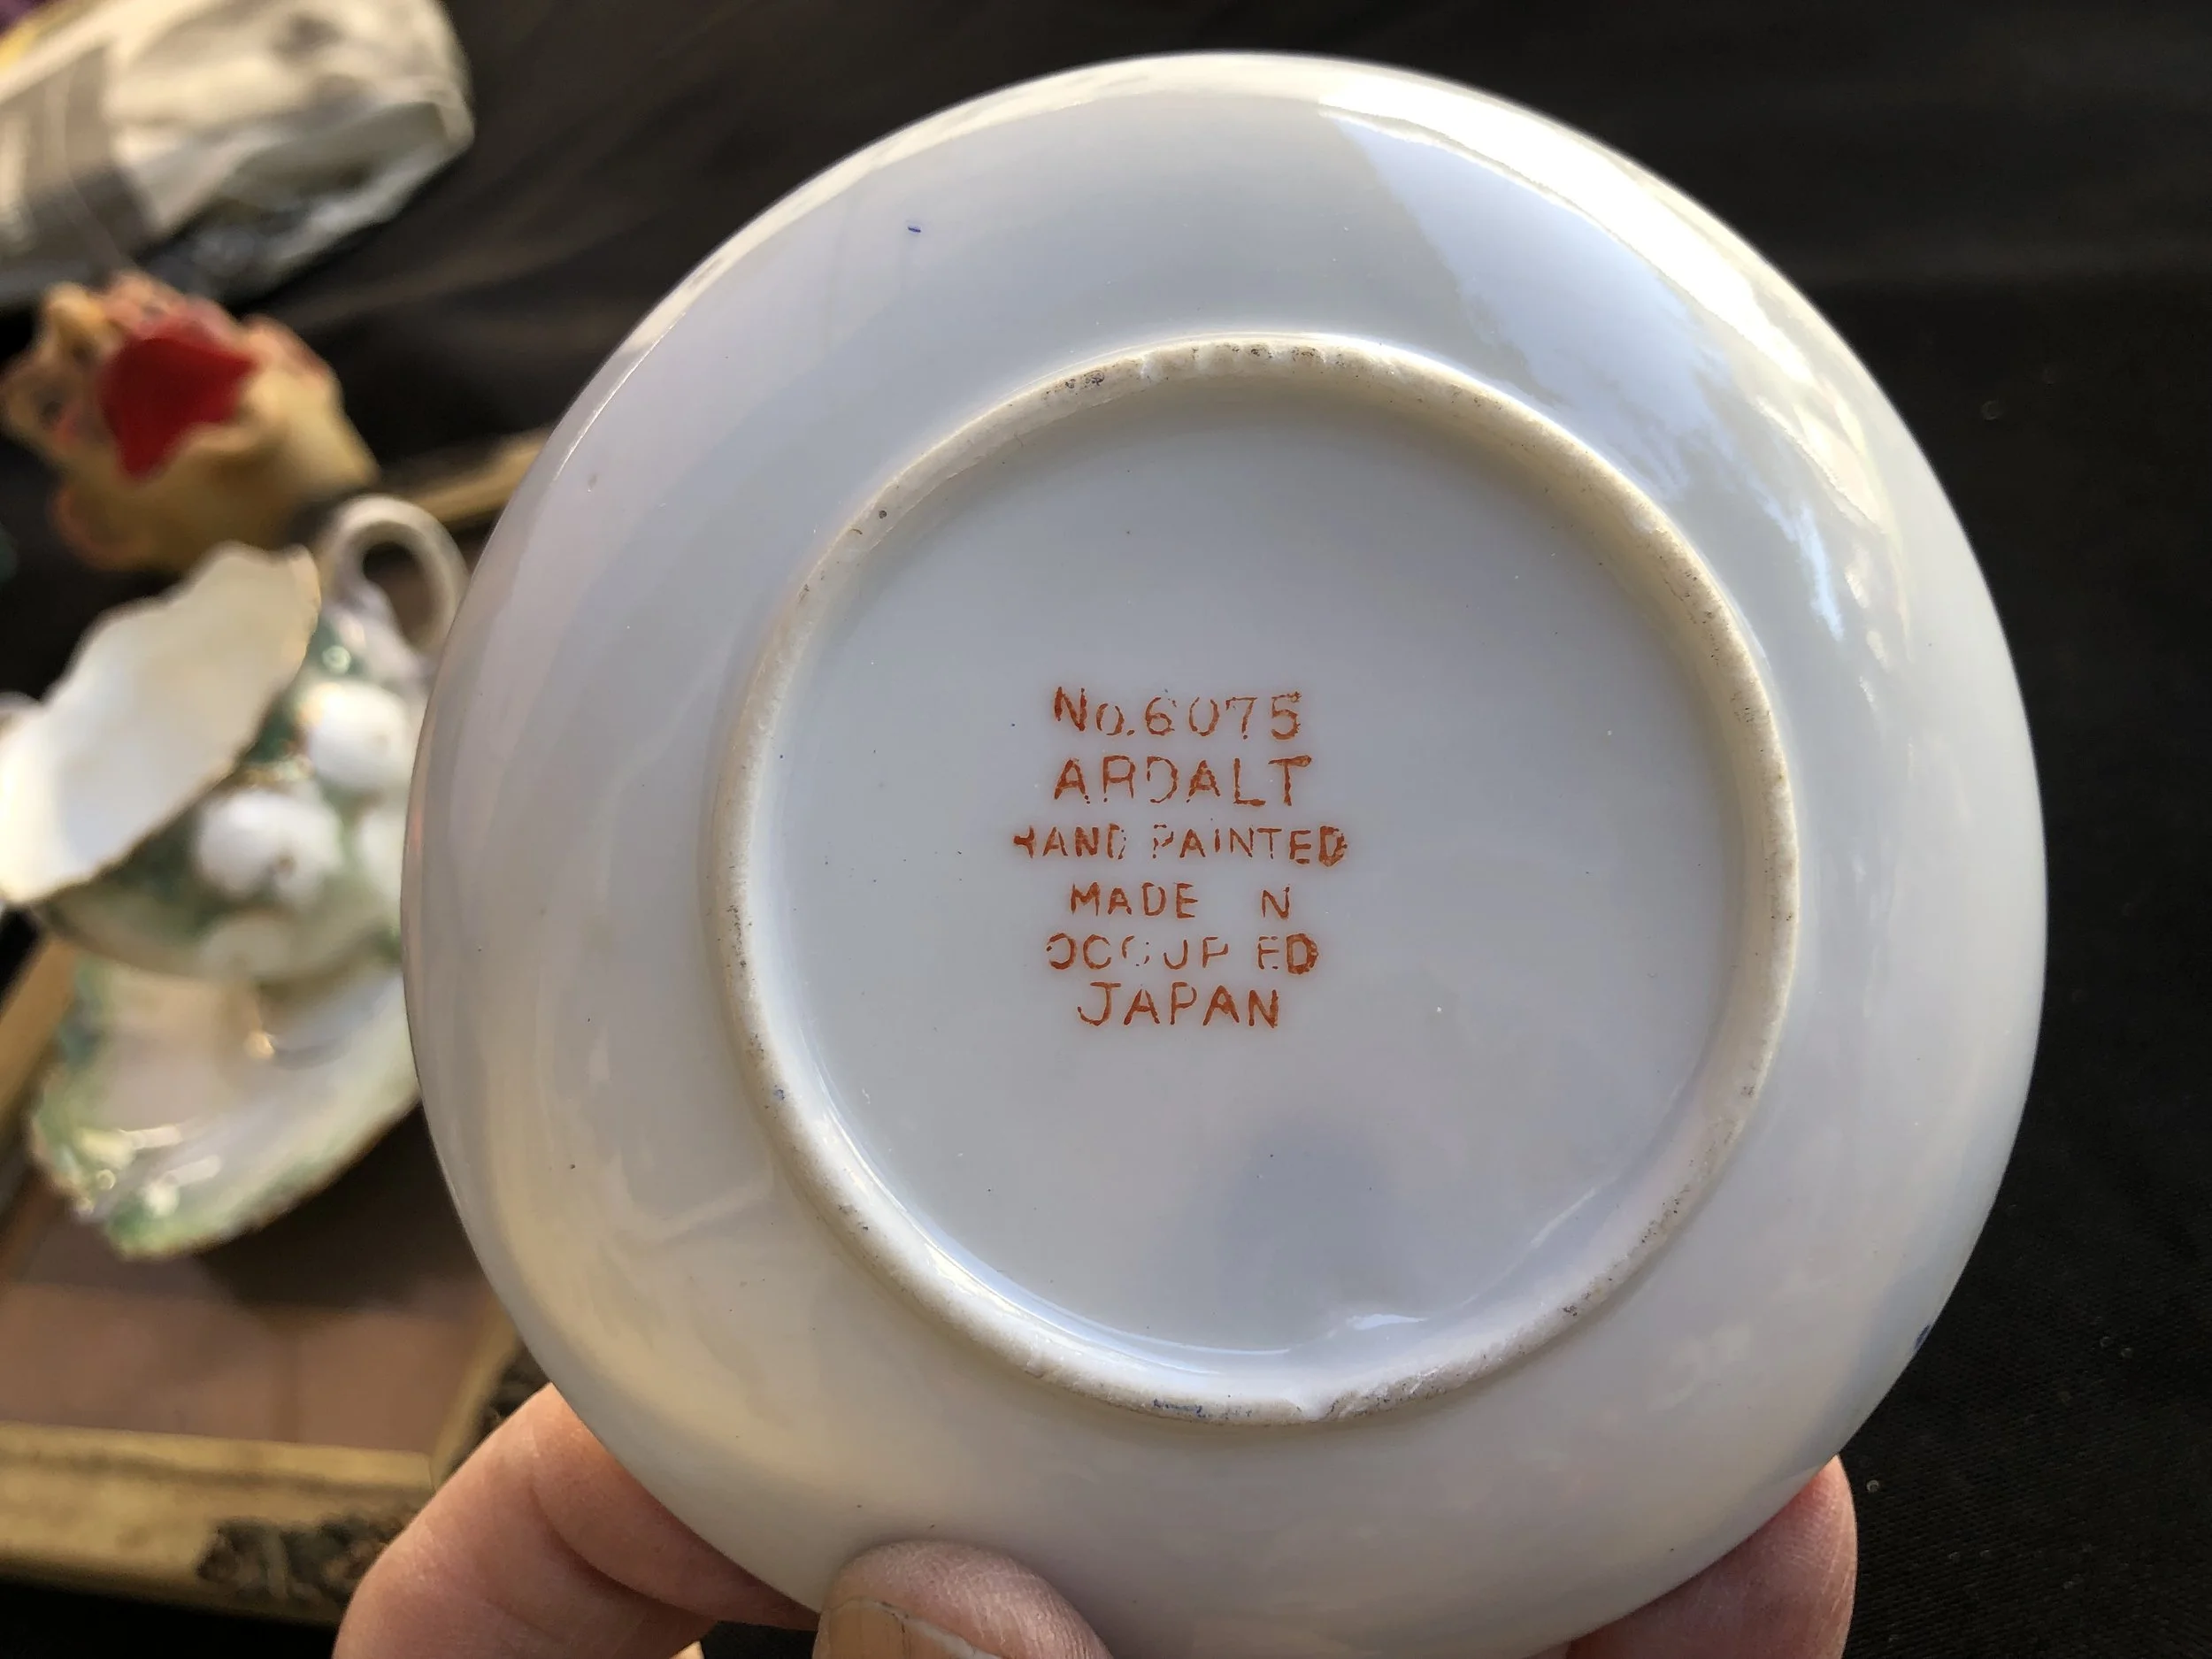 No.6075
ARDALT
HAND PAINTED
MADE IN
OCCUPIED
JAPAN